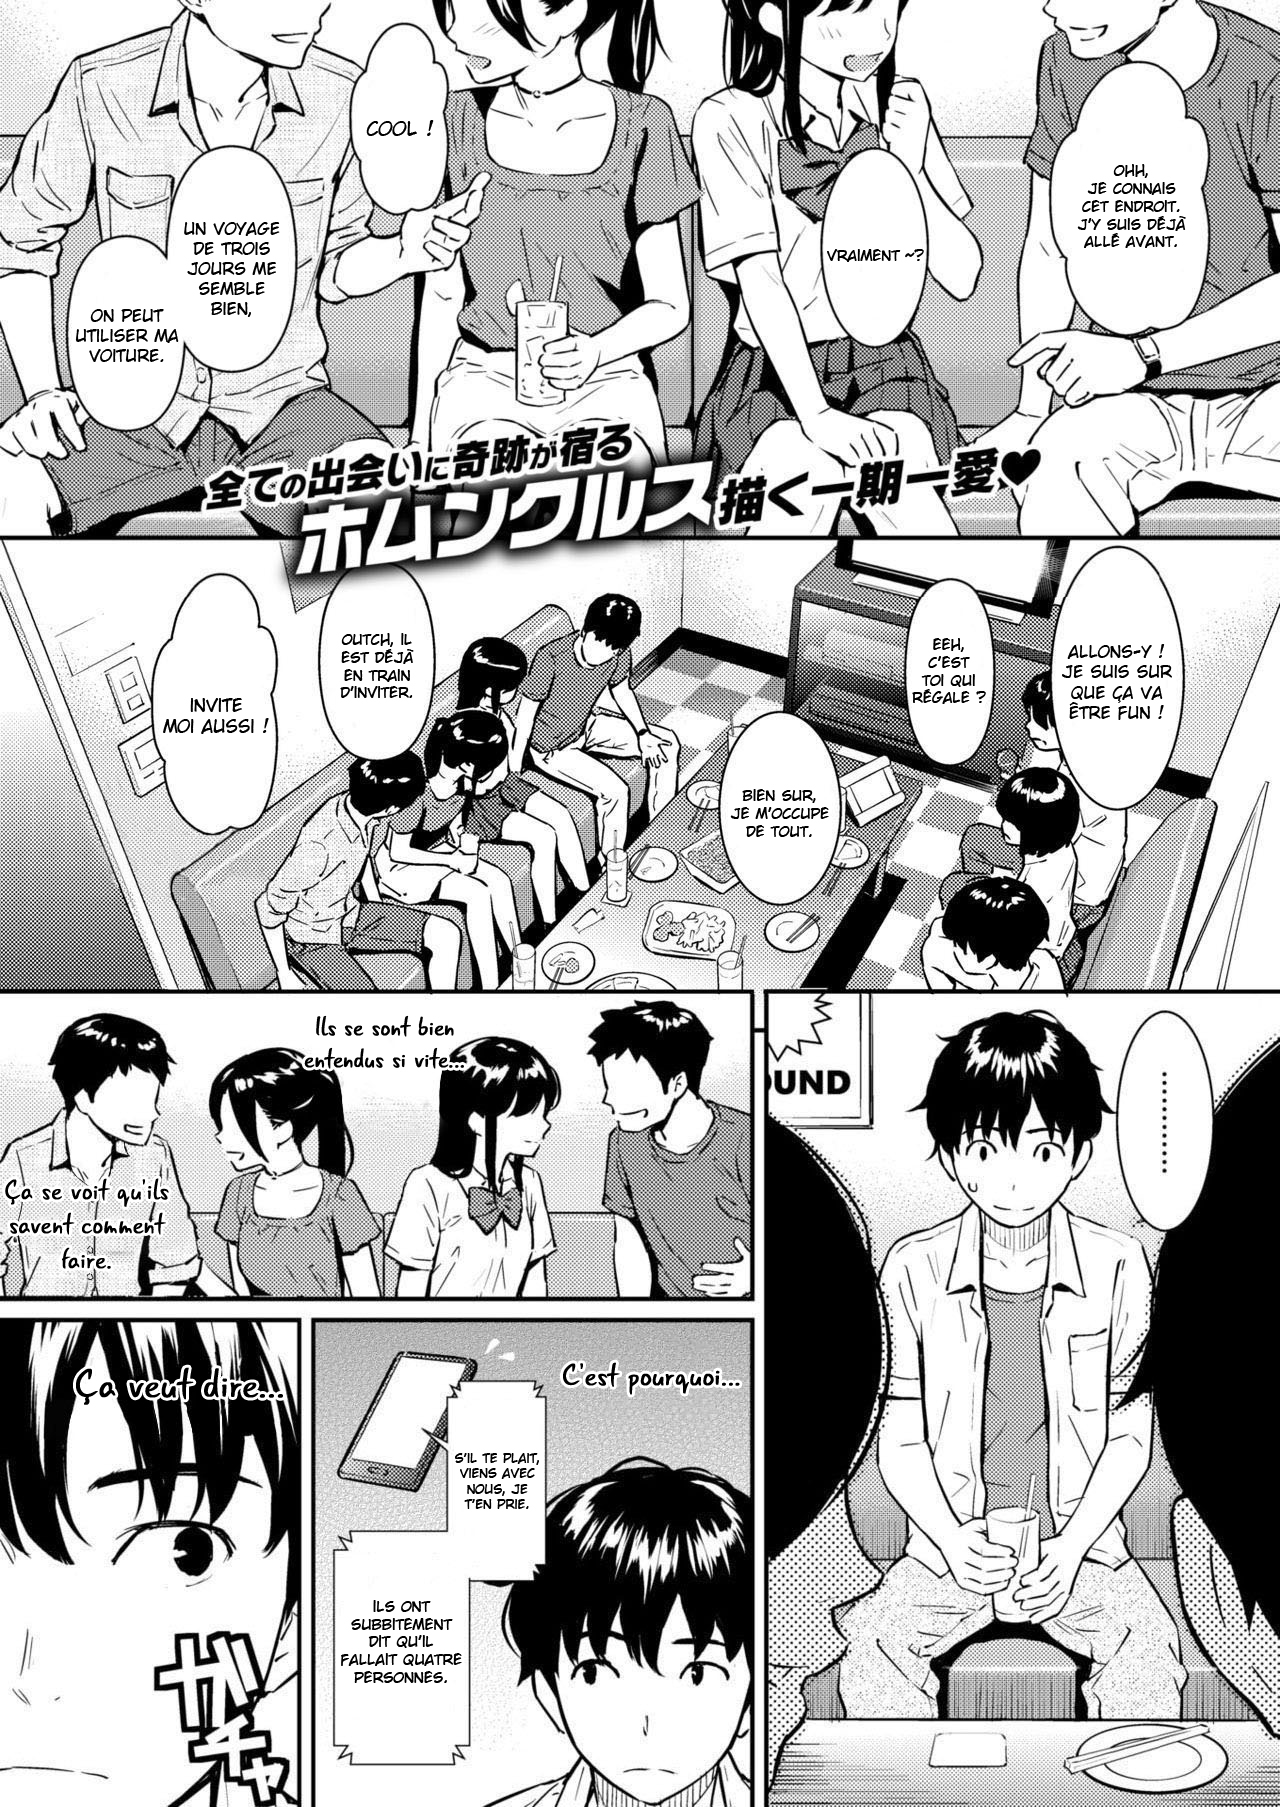 OHH,
JE CONNAIS
CET ENDROIT.
J'Y SUIS DÉJÀ
ALLÉ AVANT.
VRAIMENT ~?
COOL !
UN VOYAGE
DE TROIS
JOURS ME
SEMBLE
BIEN,
ON PEUT
UTILISER MA
VOITURE.
全ての出会いに奇跡が宿る
ホムンクルス描く一期一愛♥
ALLONS-Y !
JE SUIS SUR
QUE ÇA VA
ÊTRE FUN !
EEH,
C'EST
TOI QUI
RÉGALE ?
BIEN SUR,
JE M'OCCUPE
DE TOUT.
OUTCH, IL
EST DÉJÀ
EN TRAIN
D'INVITER.
INVITE
MOI AUSSI !
..........
OUND
Ils se sont bien
entendus si vite...
Ça se voit qu'ils
savent comment
faire.
C'est pourquoi...
S'IL TE PLAIT,
VIENS AVEC
NOUS, JE
T'EN PRIE.
ILS ONT
SUBBITEMENT
DIT QU'IL
FALLAIT QUATRE
PERSONNES.
Ça veut dire...
ガチャ